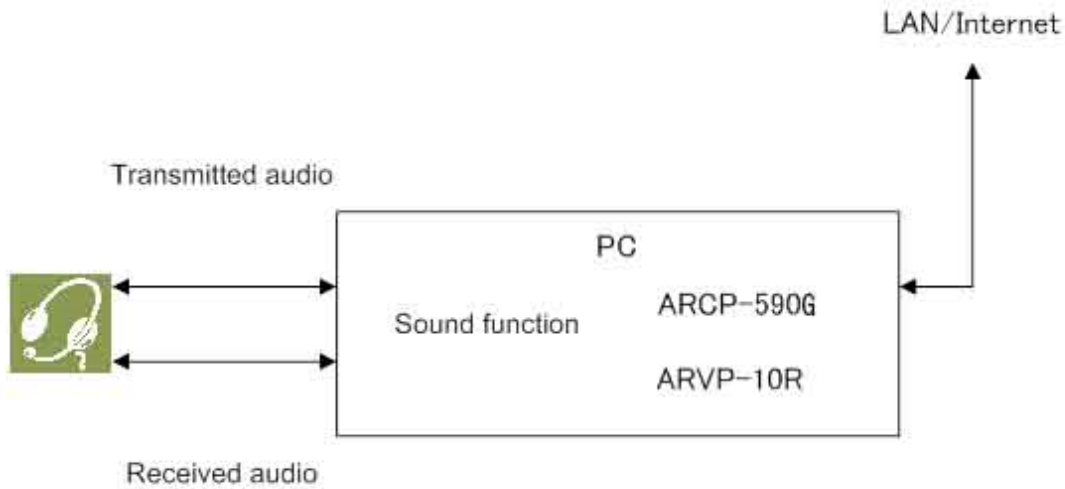 LAN/Internet
Transmitted audio
PC
ARCP-590G
Sound function
ARVP-10R
Received audio